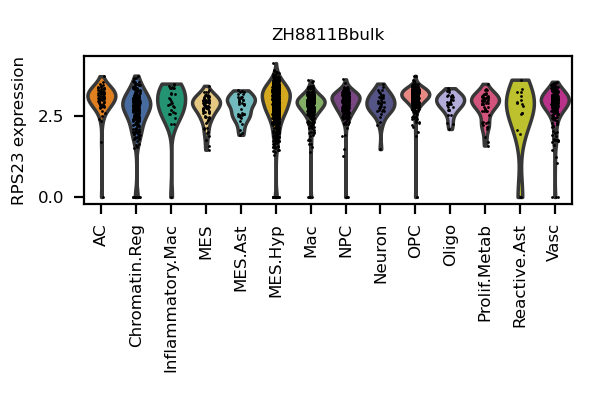 ZH8811Bbulk
RPS23 expression
2.5
0.0
AC
Chromatin.Reg
Inflammatory.Mac
MES
MES.Ast
MES.Hyp
Mac
NPC
Neuron
OPC
Oligo
Prolif.Metab
Reactive.Ast
Vasc